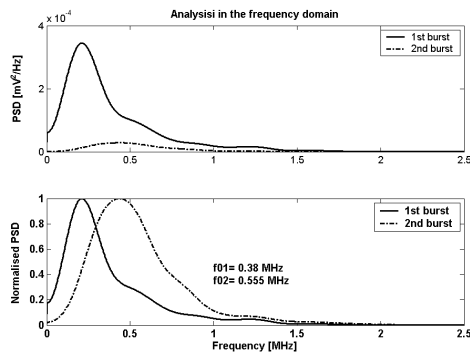 Analysisi in the frequency domain
x 10⁻⁴
4
2
0
PSD [mV²/Hz]
1st burst
2nd burst
0 0.5 1 1.5 2 2.5
1
0.8
0.6
0.4
0.2
0
Normalised PSD
1st burst
2nd burst
f01= 0.38 MHz
f02= 0.555 MHz
0 0.5 1 1.5 2 2.5
Frequency [MHz]